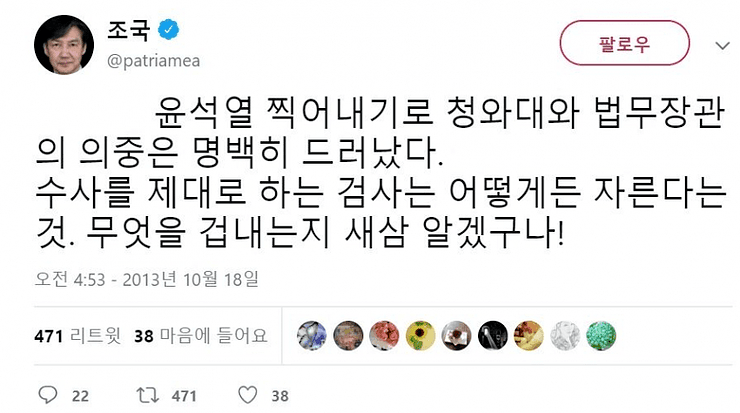 조국
@patriamea
팔로우
윤석열 찍어내기로 청와대와 법무장관
의 의중은 명백히 드러났다.
수사를 제대로 하는 검사는 어떻게든 자른다는
것. 무엇을 겁내는지 새삼 알겠구나!
오전 4:53 - 2013년 10월 18일
471 리트윗 38 마음에 들어요
22 471 38